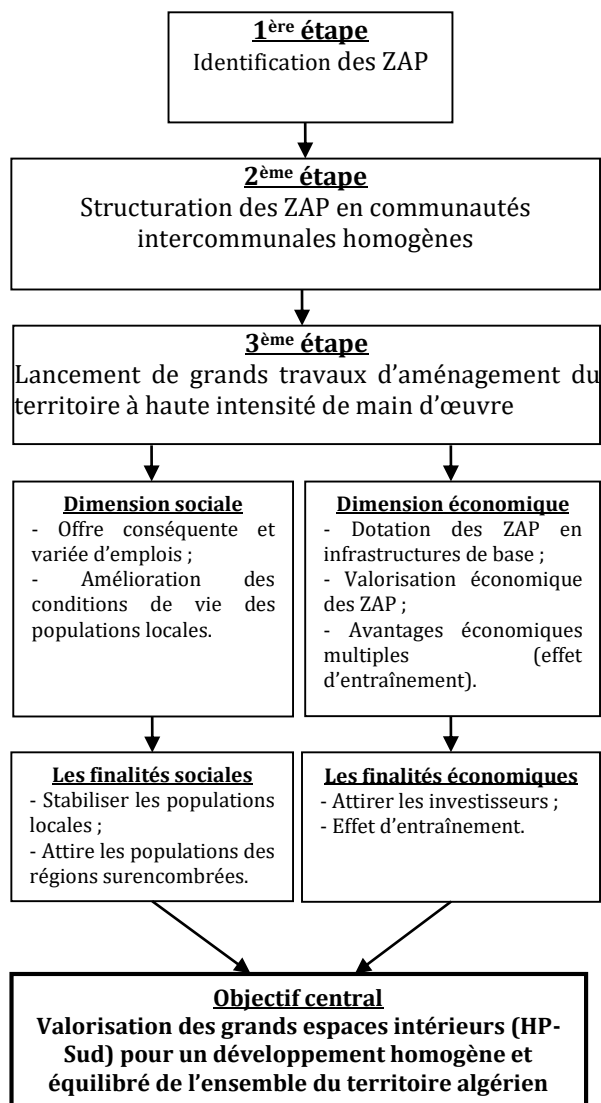 1ère étape
Identification des ZAP
2ème étape
Structuration des ZAP en communautés
intercommunales homogènes
3ème étape
Lancement de grands travaux d'aménagement du
territoire à haute intensité de main d'œuvre
Dimension sociale
- Offre conséquente et
variée d'emplois ;
- Amélioration des
conditions de vie des
populations locales.
Dimension économique
- Dotation des ZAP en
infrastructures de base ;
- Valorisation économique
des ZAP ;
- Avantages économiques
multiples (effet
d'entraînement).
Les finalités sociales
- Stabiliser les populations
locales ;
- Attire les populations des
régions surencombrées.
Les finalités économiques
- Attirer les investisseurs ;
- Effet d'entraînement.
Objectif central
Valorisation des grands espaces intérieurs (HP-
Sud) pour un développement homogène et
équilibré de l'ensemble du territoire algérien